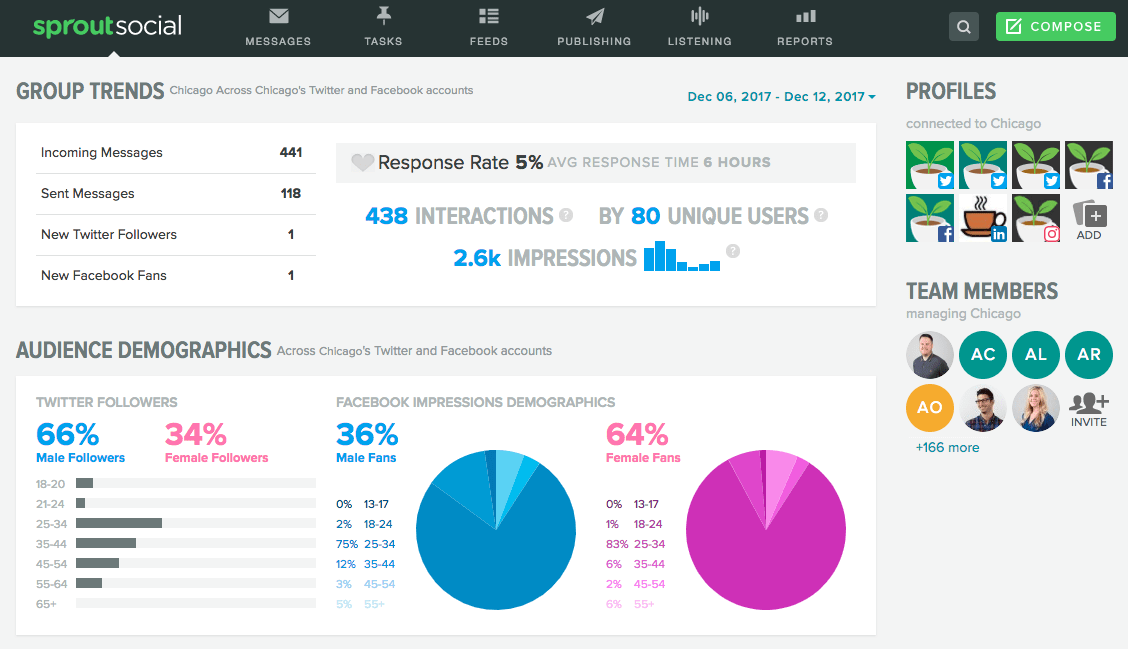 sproutsocial
MESSAGES
TASKS
FEEDS
PUBLISHING
LISTENING
REPORTS
COMPOSE
GROUP TRENDS Chicago Across Chicago's Twitter and Facebook accounts
Dec 06, 2017 - Dec 12, 2017
Incoming Messages 441
Sent Messages 118
New Twitter Followers 1
New Facebook Fans 1
Response Rate 5% AVG RESPONSE TIME 6 HOURS
438 INTERACTIONS ? BY 80 UNIQUE USERS ?
2.6k IMPRESSIONS ?
AUDIENCE DEMOGRAPHICS Across Chicago's Twitter and Facebook accounts
TWITTER FOLLOWERS
66%
Male Followers
34%
Female Followers
18-20
21-24
25-34
35-44
45-54
55-64
65+
FACEBOOK IMPRESSIONS DEMOGRAPHICS
36%
Male Fans
0% 13-17
2% 18-24
75% 25-34
12% 35-44
3% 45-54
5% 55+
64%
Female Fans
0% 13-17
1% 18-24
83% 25-34
6% 35-44
2% 45-54
6% 55+
PROFILES
connected to Chicago
f
f
in
ADD
TEAM MEMBERS
managing Chicago
AC
AL
AR
AO
INVITE
+166 more